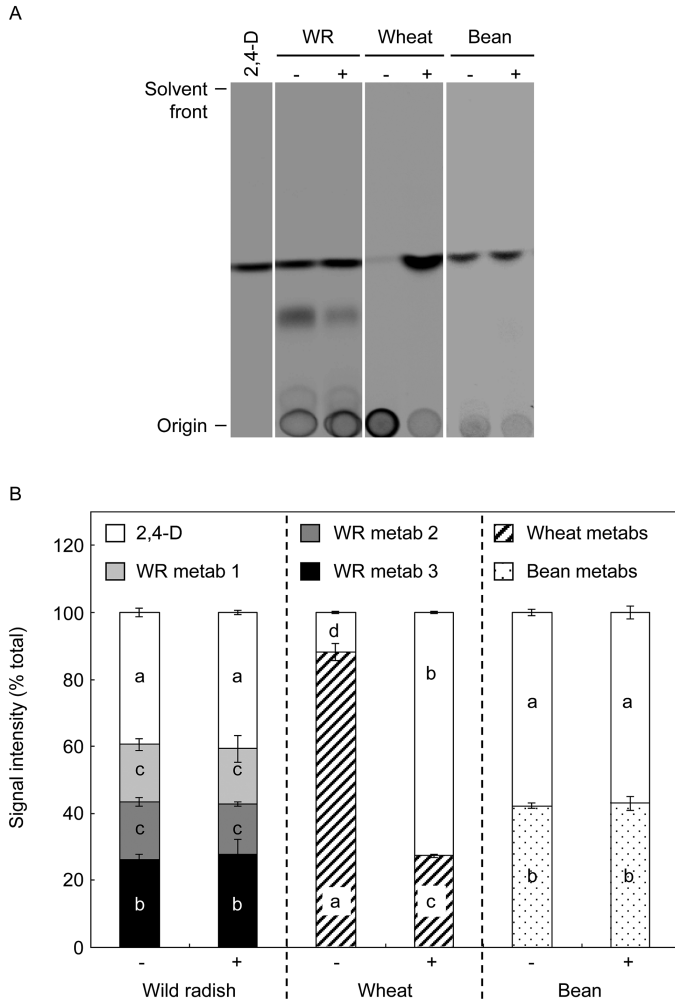 A
2,4-D
WR Wheat Bean
- + - + - +
Solvent
front
Origin
B
Signal intensity (% total)
2,4-D WR metab 2 Wheat metabs
WR metab 1 WR metab 3 Bean metabs
120
100
80
60
40
20
0
d
a a b a a
c c
c c
b b a c b b
- + - + - +
Wild radish Wheat Bean